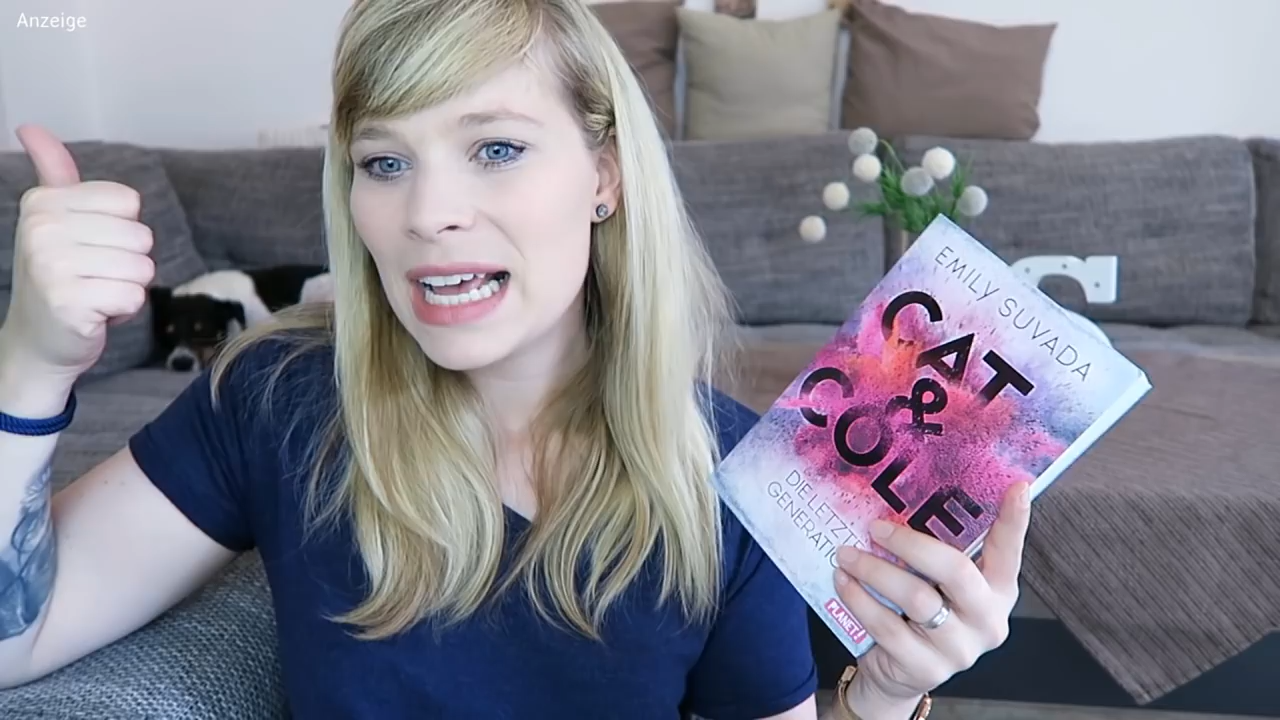 Anzeige
EMILY SUVADA
CAT
&
COLE
DIE LETZTE
GENERATIO
PLANET!